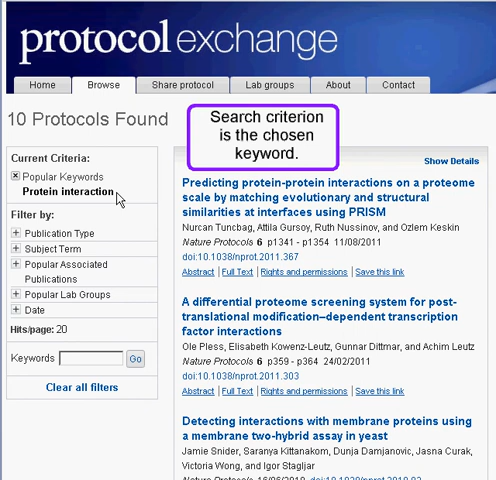 protocol exchange
Home
Browse
Share protocol
Lab groups
About
Contact
10 Protocols Found
Search criterion
is the chosen
keyword.
Current Criteria:
Popular Keywords
Protein interaction
Filter by:
Publication Type
Subject Term
Popular Associated
Publications
Popular Lab Groups
Date
Hits/page: 20
Keywords
Go
Clear all filters
Show Details
Predicting protein-protein interactions on a proteome
scale by matching evolutionary and structural
similarities at interfaces using PRISM
Nurcan Tuncbag, Attila Gursoy, Ruth Nussinov, and Ozlem Keskin
Nature Protocols 6 p1341 - p1354 11/08/2011
doi:10.1038/nprot.2011.367
Abstract | Full Text | Rights and permissions | Save this link
A differential proteome screening system for post-
translational modification–dependent transcription
factor interactions
Ole Pless, Elisabeth Kowenz-Leutz, Gunnar Dittmar, and Achim Leutz
Nature Protocols 6 p359 - p364 24/02/2011
doi:10.1038/nprot.2011.303
Abstract | Full Text | Rights and permissions | Save this link
Detecting interactions with membrane proteins using
a membrane two-hybrid assay in yeast
Jamie Snider, Saranya Kittanakom, Dunja Damjanovic, Jasna Curak,
Victoria Wong, and Igor Stagljar